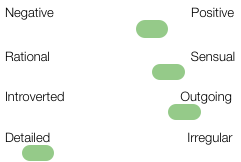 Negative Positive
Rational Sensual
Introverted Outgoing
Detailed Irregular